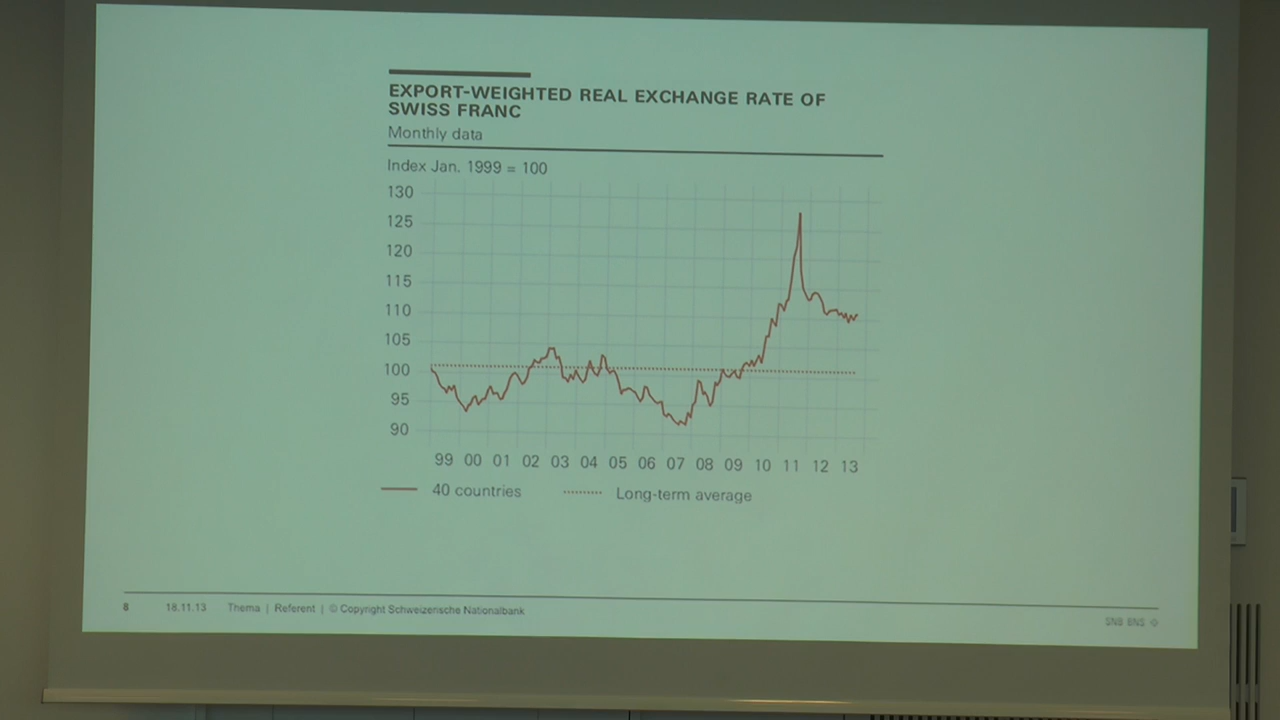 EXPORT-WEIGHTED REAL EXCHANGE RATE OF
SWISS FRANC
Monthly data
Index Jan. 1999 = 100
130
125
120
115
110
105
100
95
90
99 00 01 02 03 04 05 06 07 08 09 10 11 12 13
40 countries Long-term average
8 18.11.13 Thema | Referent | © Copyright Schweizerische Nationalbank
SNB BNS